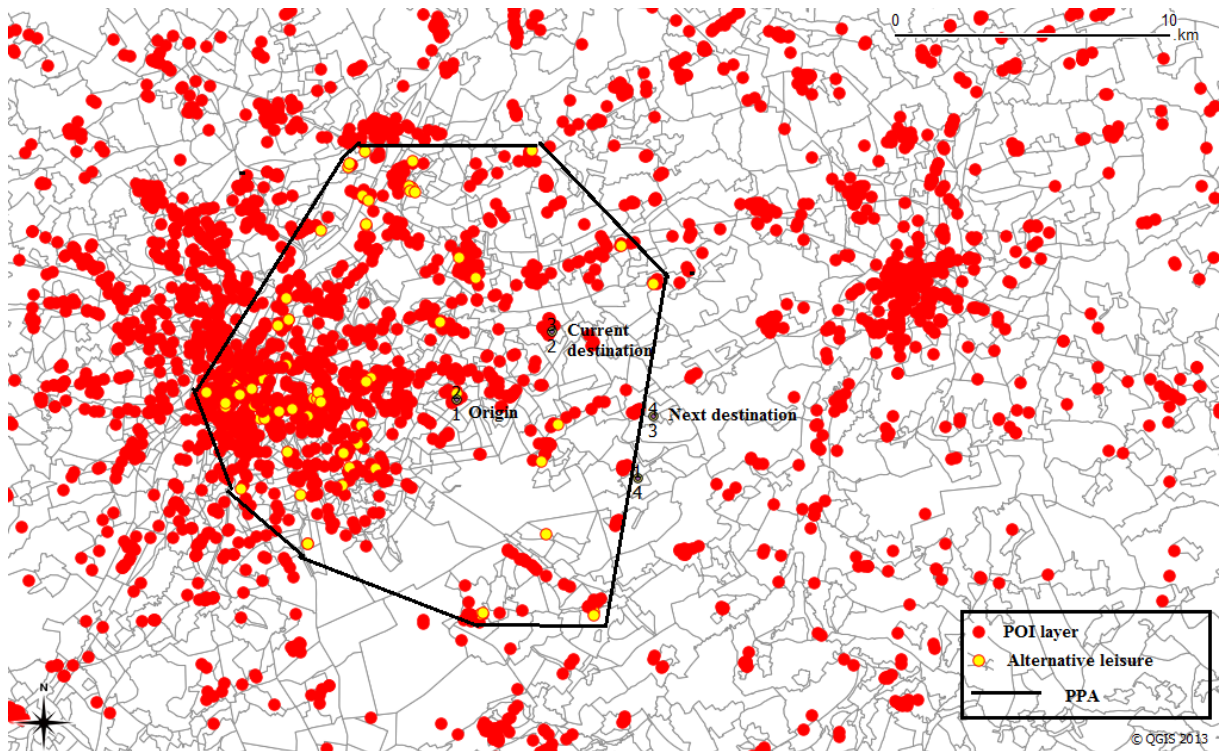 0 10
.km
3
2
Current
destination
2
1
Origin
4
3
Next destination
4
POI layer
Alternative leisure
PPA
N
© QGIS 2013